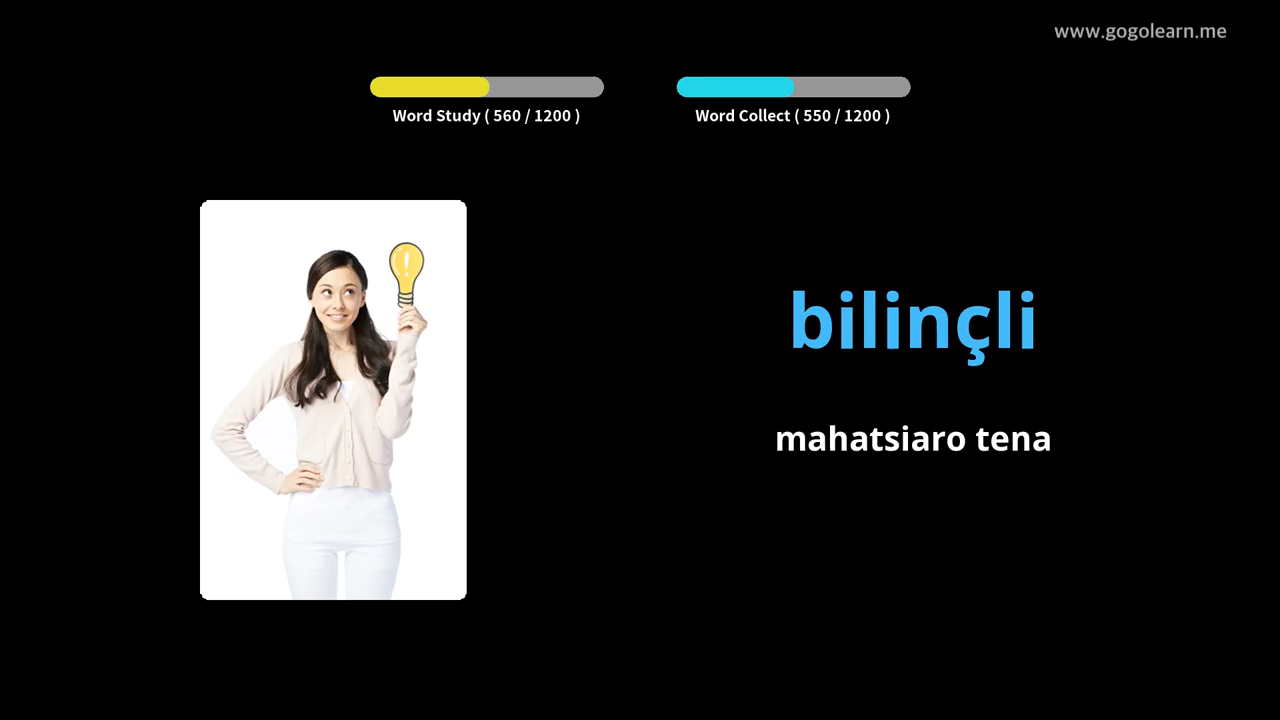 www.gogolearn.me
Word Study ( 560 / 1200 )
Word Collect ( 550 / 1200 )
bilinçli
mahatsiaro tena